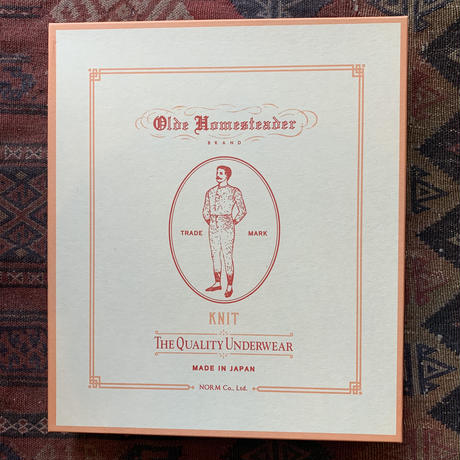 Olde Homesteader
BRAND
TRADE MARK
KNIT
THE QUALITY UNDERWEAR
MADE IN JAPAN
NORM Co., Ltd.